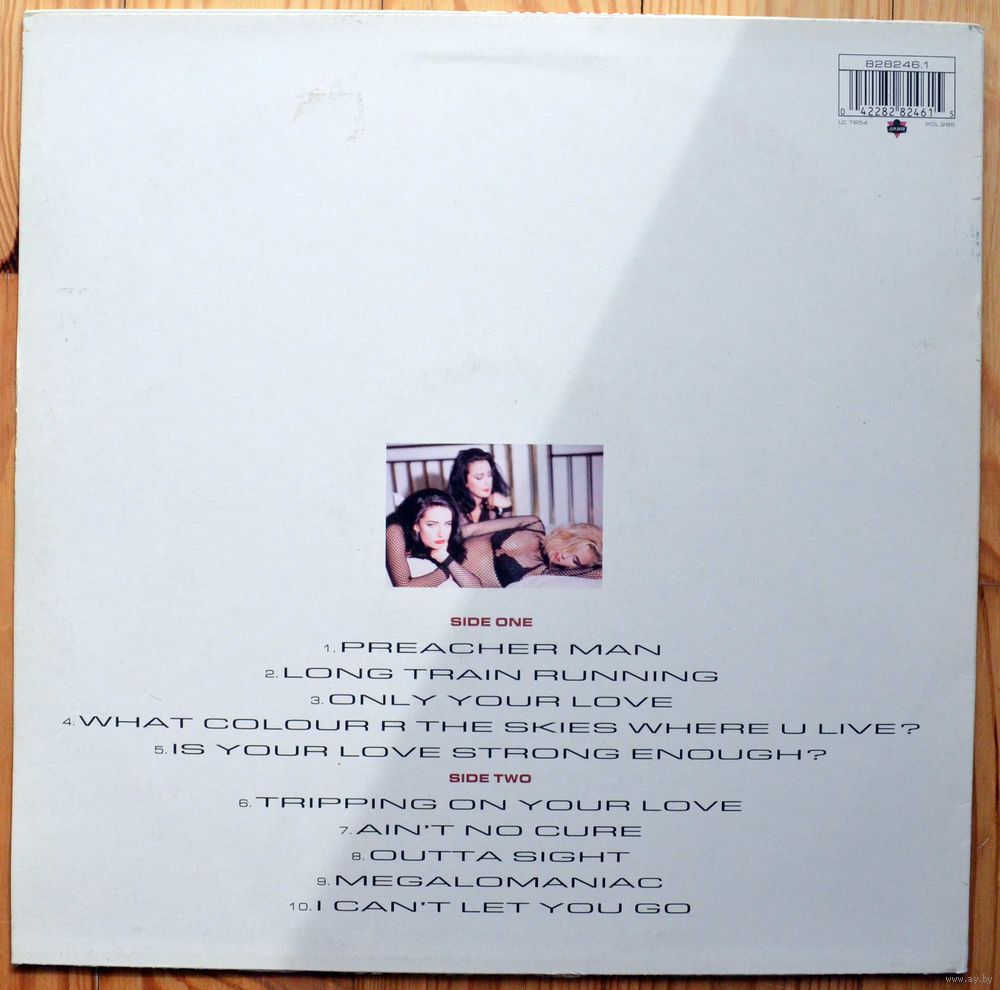 828246.1
0 42282 82461 5
LC 7654
POL 295
LONDON
SIDE ONE
1. PREACHER MAN
2. LONG TRAIN RUNNING
3. ONLY YOUR LOVE
4. WHAT COLOUR R THE SKIES WHERE U LIVE?
5. IS YOUR LOVE STRONG ENOUGH?
SIDE TWO
6. TRIPPING ON YOUR LOVE
7. AIN'T NO CURE
8. OUTTA SIGHT
9. MEGALOMANIAC
10. I CAN'T LET YOU GO
www.ay.by